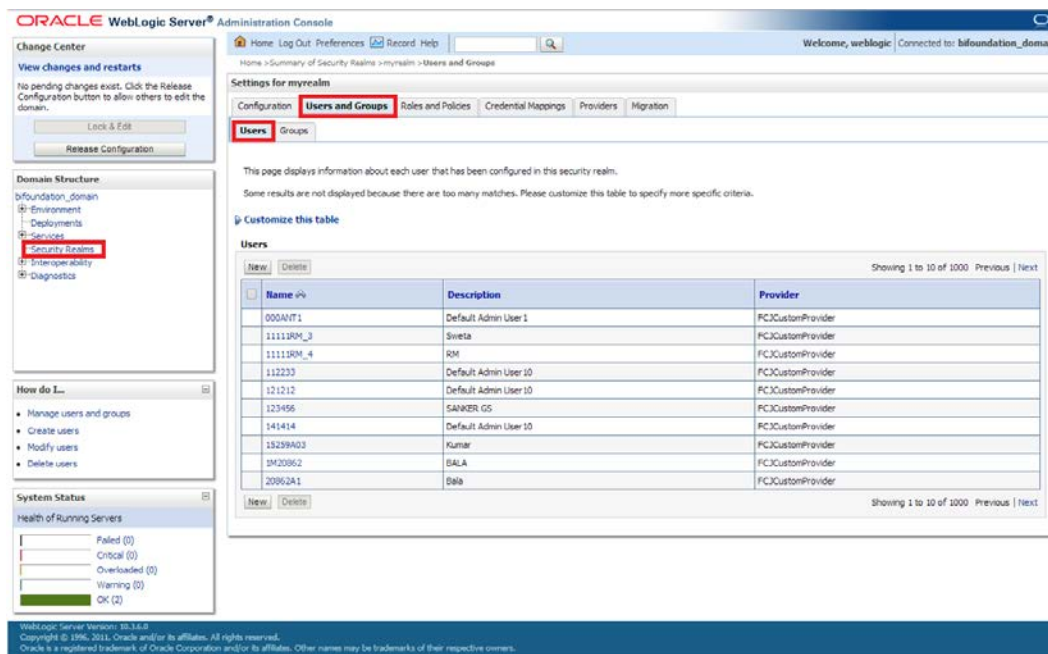 ORACLE WebLogic Server® Administration Console
Change Center
View changes and restarts
No pending changes exist. Click the Release
Configuration button to allow others to edit the
domain.
Lock & Edit
Release Configuration
Domain Structure
bifoundation_domain
Environment
Deployments
Services
Security Realms
Interoperability
Diagnostics
How do I...
Manage users and groups
Create users
Modify users
Delete users
System Status
Health of Running Servers
Failed (0)
Critical (0)
Overloaded (0)
Warning (0)
OK (2)
Home Log Out Preferences Record Help
Welcome, weblogic Connected to: bifoundation_doma
Home >Summary of Security Realms >myrealm >Users and Groups
Settings for myrealm
Configuration Users and Groups Roles and Policies Credential Mappings Providers Migration
Users Groups
This page displays information about each user that has been configured in this security realm.
Some results are not displayed because there are too many matches. Please customize this table to specify more specific criteria.
Customize this table
Users
New Delete Showing 1 to 10 of 1000 Previous | Next
Name Description Provider
000ANT1 Default Admin User1 FCJCustomProvider
11111RM_3 Sweta FCJCustomProvider
11111RM_4 RM FCJCustomProvider
112233 Default Admin User10 FCJCustomProvider
121212 Default Admin User10 FCJCustomProvider
123456 SANKER GS FCJCustomProvider
141414 Default Admin User10 FCJCustomProvider
15259A03 Kumar FCJCustomProvider
1M20862 BALA FCJCustomProvider
20862A1 Bala FCJCustomProvider
New Delete Showing 1 to 10 of 1000 Previous | Next
WebLogic Server Version: 10.3.6.0
Copyright © 1996, 2011, Oracle and/or its affiliates. All rights reserved.
Oracle is a registered trademark of Oracle Corporation and/or its affiliates. Other names may be trademarks of their respective owners.